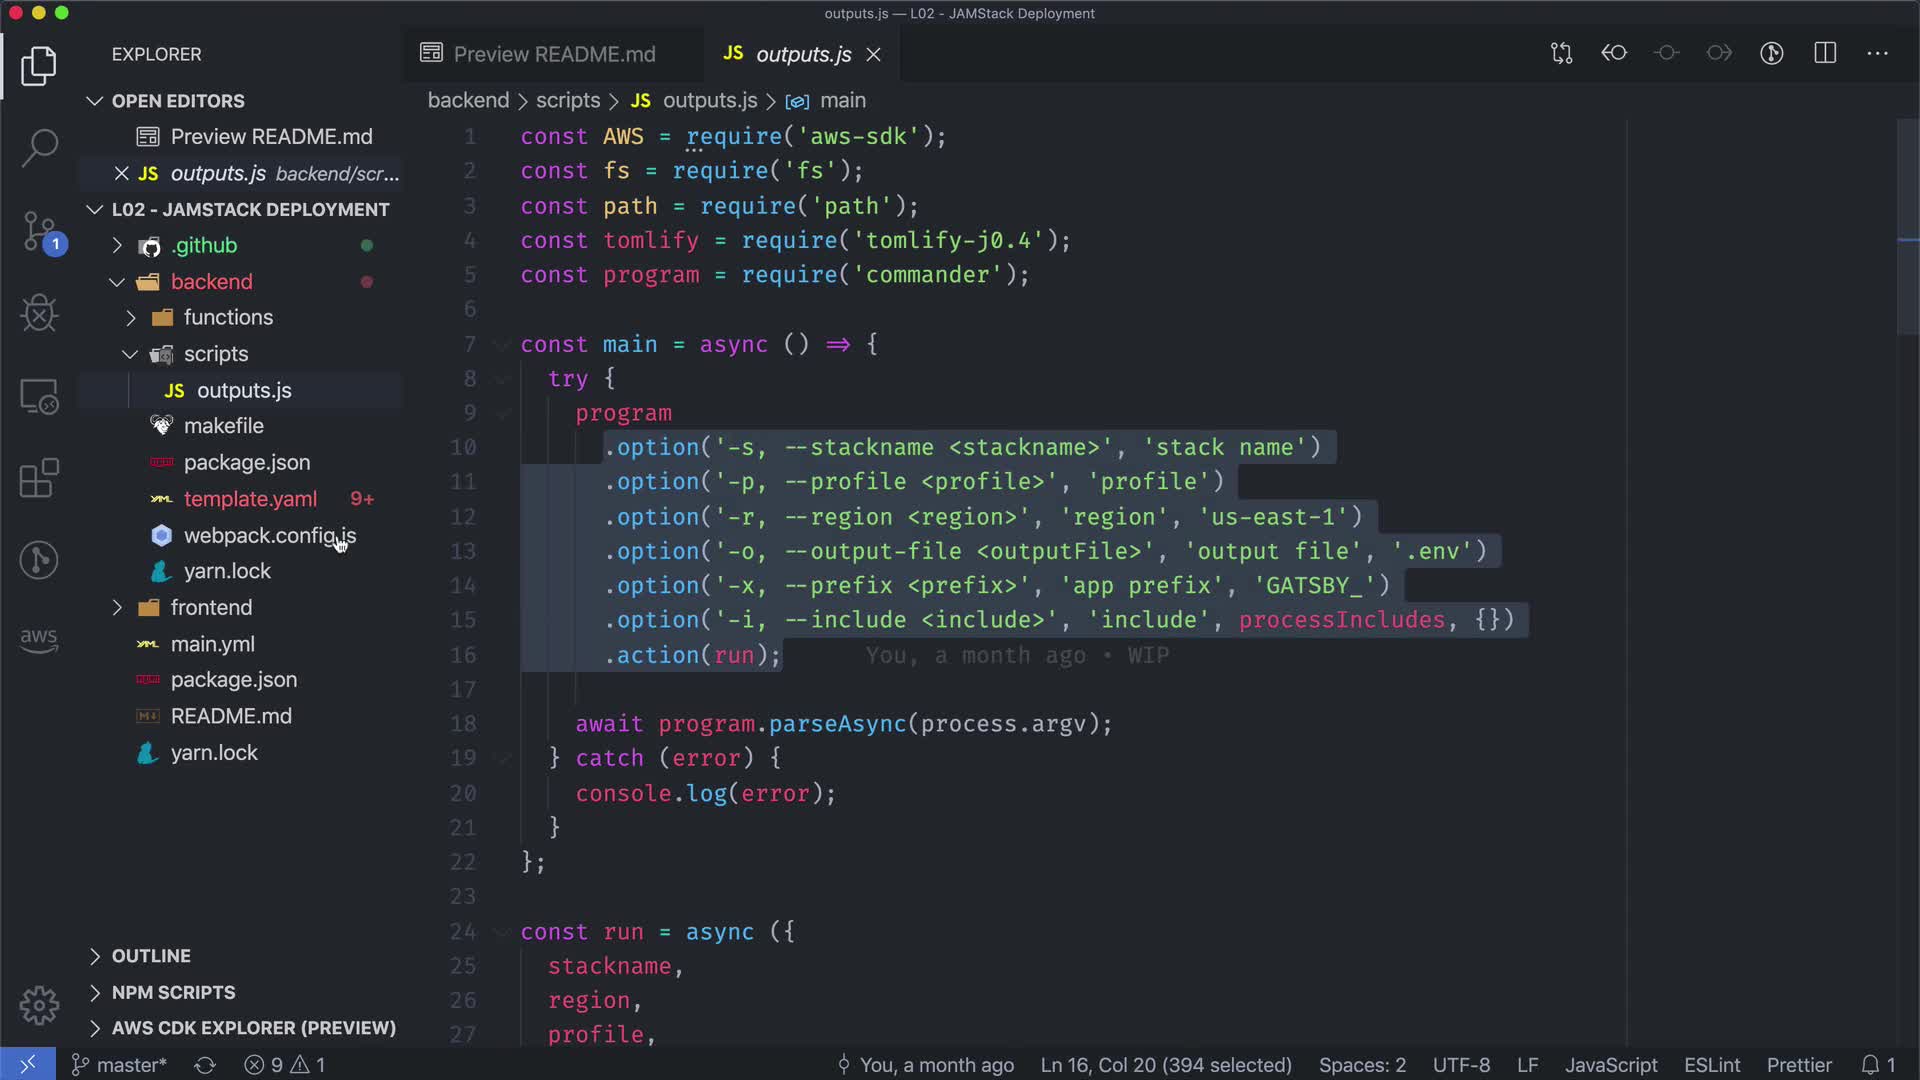 outputs.js — L02 - JAMStack Deployment
EXPLORER
Preview README.md
JS outputs.js
OPEN EDITORS
Preview README.md
JS outputs.js backend/scr...
L02 - JAMSTACK DEPLOYMENT
.github
backend
functions
scripts
JS outputs.js
makefile
package.json
YAML template.yaml 9+
webpack.config.js
yarn.lock
frontend
YAML main.yml
package.json
M↓ README.md
yarn.lock
OUTLINE
NPM SCRIPTS
AWS CDK EXPLORER (PREVIEW)
1
aws
backend > scripts > JS outputs.js > main
1 const AWS = require('aws-sdk');
2 const fs = require('fs');
3 const path = require('path');
4 const tomlify = require('tomlify-j0.4');
5 const program = require('commander');
6
7 const main = async () => {
8 try {
9 program
10 .option('-s, --stackname <stackname>', 'stack name')
11 .option('-p, --profile <profile>', 'profile')
12 .option('-r, --region <region>', 'region', 'us-east-1')
13 .option('-o, --output-file <outputFile>', 'output file', '.env')
14 .option('-x, --prefix <prefix>', 'app prefix', 'GATSBY_')
15 .option('-i, --include <include>', 'include', processIncludes, {})
16 .action(run); You, a month ago • WIP
17
18 await program.parseAsync(process.argv);
19 } catch (error) {
20 console.log(error);
21 }
22 };
23
24 const run = async ({
25 stackname,
26 region,
27 profile,
master* 9 1 You, a month ago Ln 16, Col 20 (394 selected) Spaces: 2 UTF-8 LF JavaScript ESLint Prettier 1